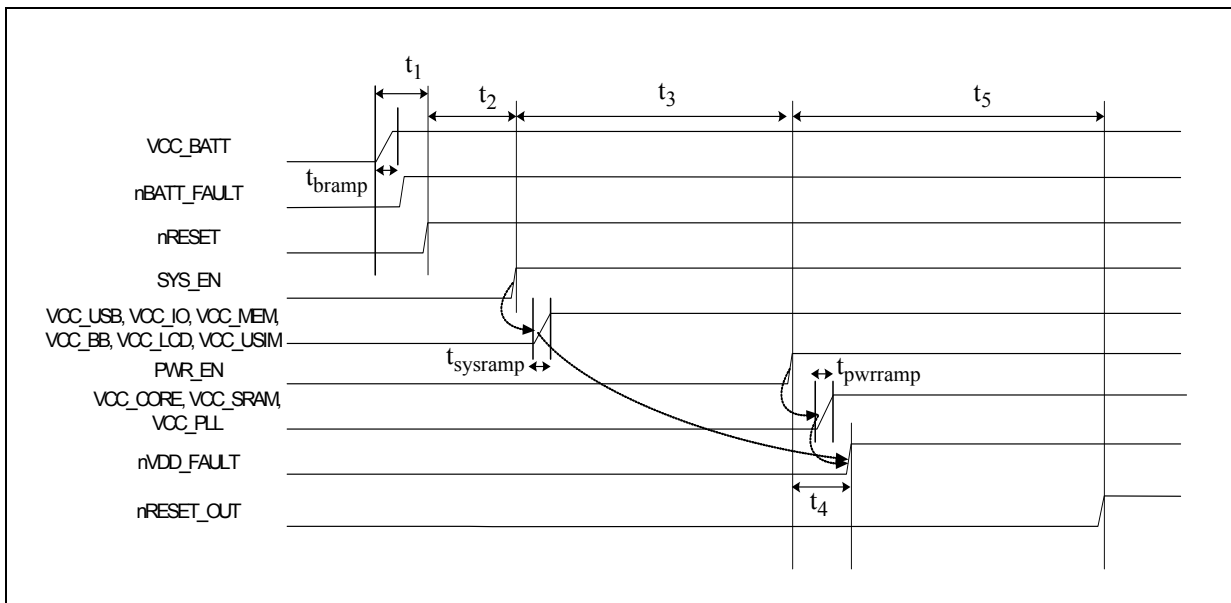 t1
t2
t3
t5
VCC_BATT
tbramp
nBATT_FAULT
nRESET
SYS_EN
VCC_USB, VCC_IO, VCC_MEM,
VCC_BB, VCC_LCD, VCC_USIM
tsysramp
PWR_EN
tpwrramp
VCC_CORE, VCC_SRAM,
VCC_PLL
nVDD_FAULT
t4
nRESET_OUT